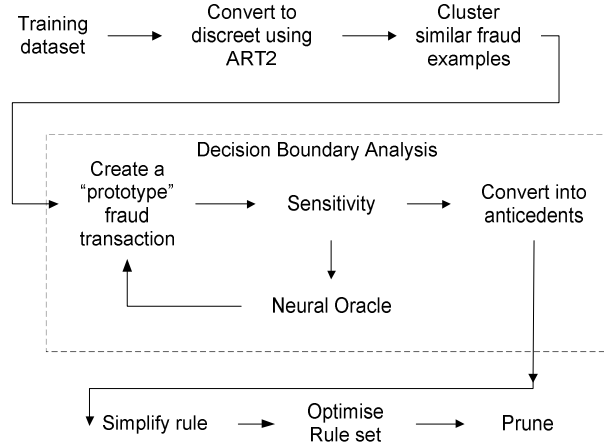 Training
dataset
Convert to
discreet using
ART2
Cluster
similar fraud
examples
Decision Boundary Analysis
Create a
“prototype”
fraud
transaction
Sensitivity
Convert into
anticedents
Neural Oracle
Simplify rule
Optimise
Rule set
Prune